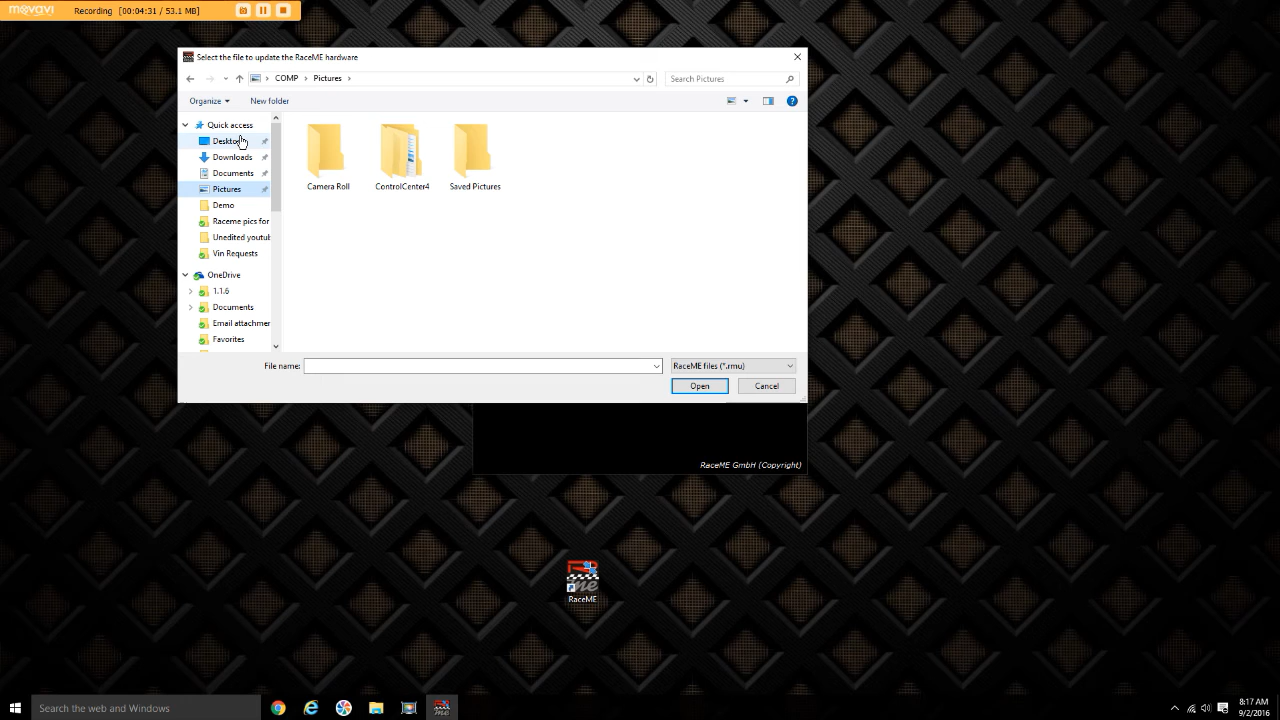 movavi Recording [00:04:31 / 53.1 MB]
Select the file to update the RaceME hardware
COMP Pictures
Search Pictures
Organize
New folder
Quick access
Desktop
Downloads
Documents
Pictures
Demo
Raceme pics for
Unedited youtub
Vin Requests
OneDrive
1.1.6
Documents
Email attachmer
Favorites
Camera Roll
ControlCenter4
Saved Pictures
File name:
RaceME files (*.rmu)
Open
Cancel
RaceME GmbH (Copyright)
me
RaceME
Search the web and Windows
8:17 AM
9/2/2016